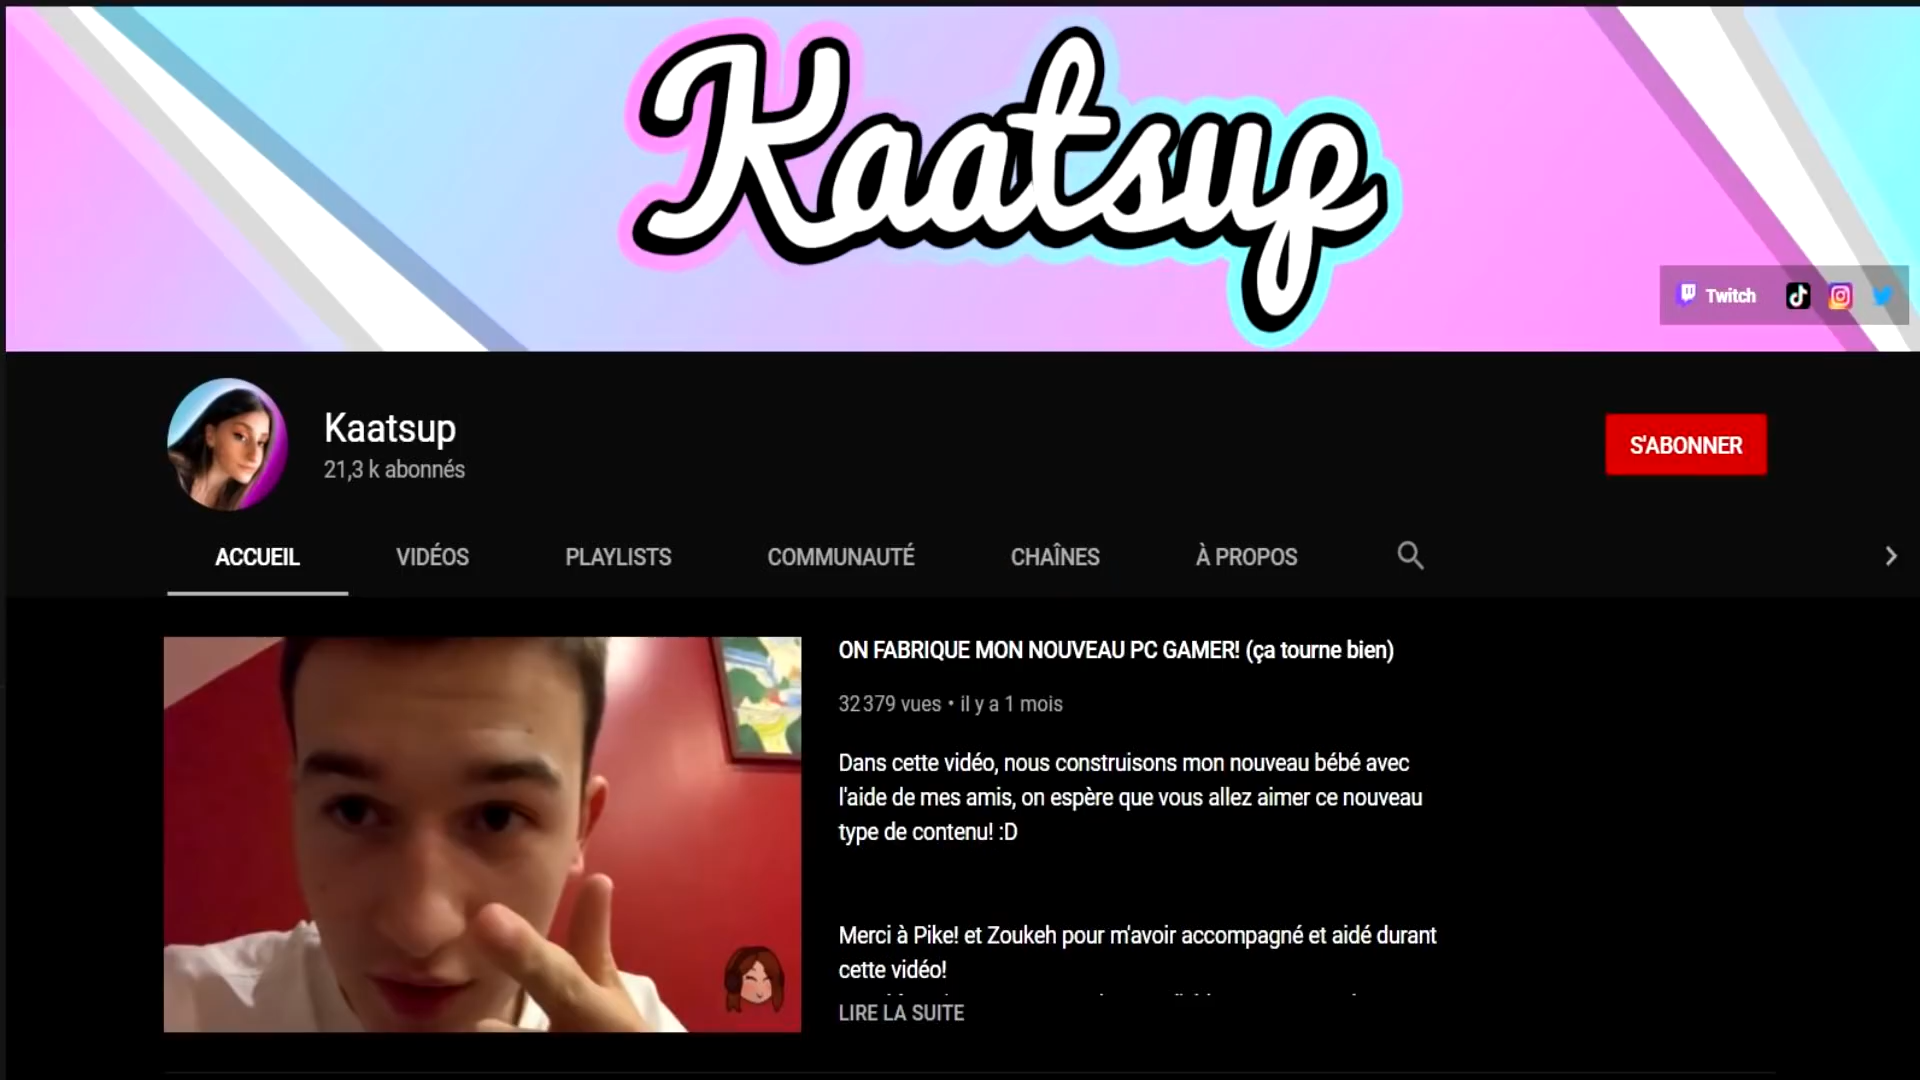 Kaatsup
Twitch
Kaatsup
21,3 k abonnés
S'ABONNER
ACCUEIL VIDÉOS PLAYLISTS COMMUNAUTÉ CHAÎNES À PROPOS
ON FABRIQUE MON NOUVEAU PC GAMER! (ça tourne bien)
32 379 vues • il y a 1 mois
Dans cette vidéo, nous construisons mon nouveau bébé avec
l'aide de mes amis, on espère que vous allez aimer ce nouveau
type de contenu! :D
Merci à Pike! et Zoukeh pour m'avoir accompagné et aidé durant
cette vidéo!
LIRE LA SUITE